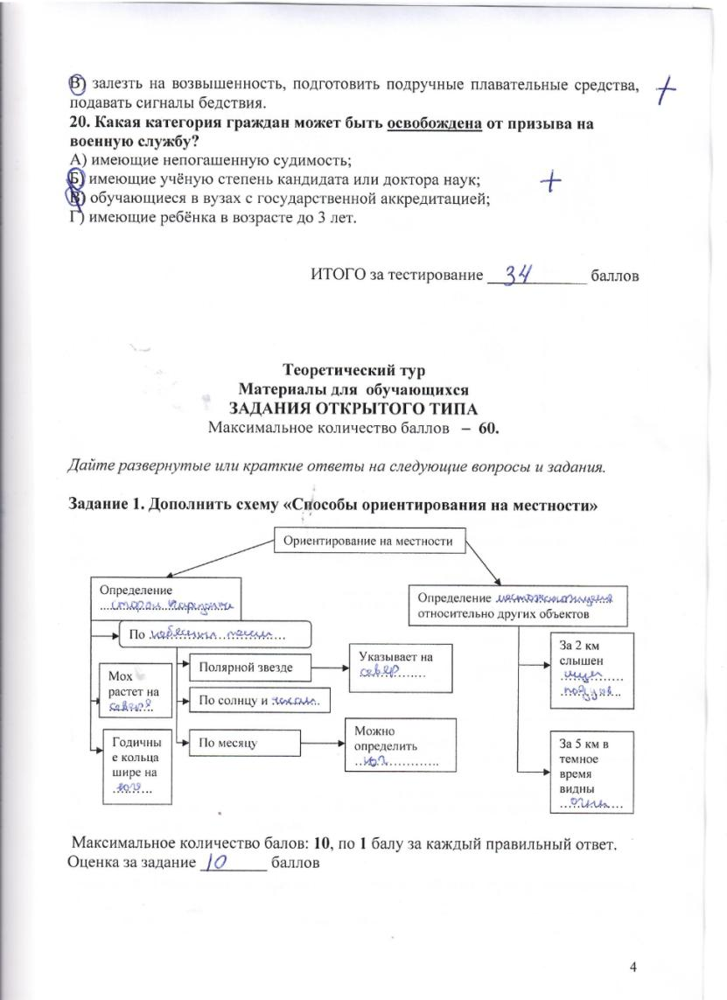 В) залезть на возвышенность, подготовить подручные плавательные средства, +
подавать сигналы бедствия.
20. Какая категория граждан может быть освобождена от призыва на
военную службу?
А) имеющие непогашенную судимость;
Б) имеющие учёную степень кандидата или доктора наук; +
В) обучающиеся в вузах с государственной аккредитацией;
Г) имеющие ребёнка в возрасте до 3 лет.
ИТОГО за тестирование 34 баллов
Теоретический тур
Материалы для обучающихся
ЗАДАНИЯ ОТКРЫТОГО ТИПА
Максимальное количество баллов – 60.
Дайте развернутые или краткие ответы на следующие вопросы и задания.
Задание 1. Дополнить схему «Способы ориентирования на местности»
Ориентирование на местности
Определение
сторон горизонта
По небесным телам
Полярной звезде
Указывает на
север
Мох
растет на
севере
По солнцу и часам
Годичны
е кольца
шире на
юге
По месяцу
Можно
определить
юг
Определение местонахождения
относительно других объектов
За 2 км
слышен
шум
поездов
За 5 км в
темное
время
видны
огни
Максимальное количество балов: 10, по 1 балу за каждый правильный ответ.
Оценка за задание 10 баллов
4